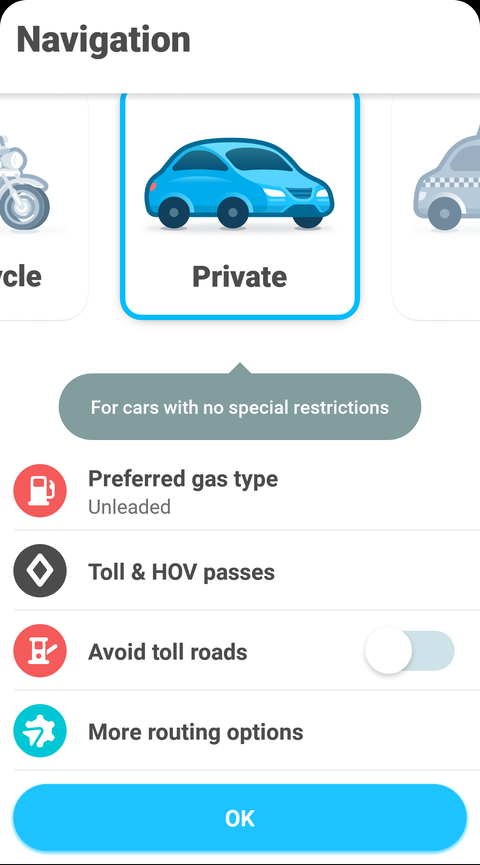 Navigation
ycle
Private
For cars with no special restrictions
Preferred gas type
Unleaded
Toll & HOV passes
Avoid toll roads
More routing options
OK